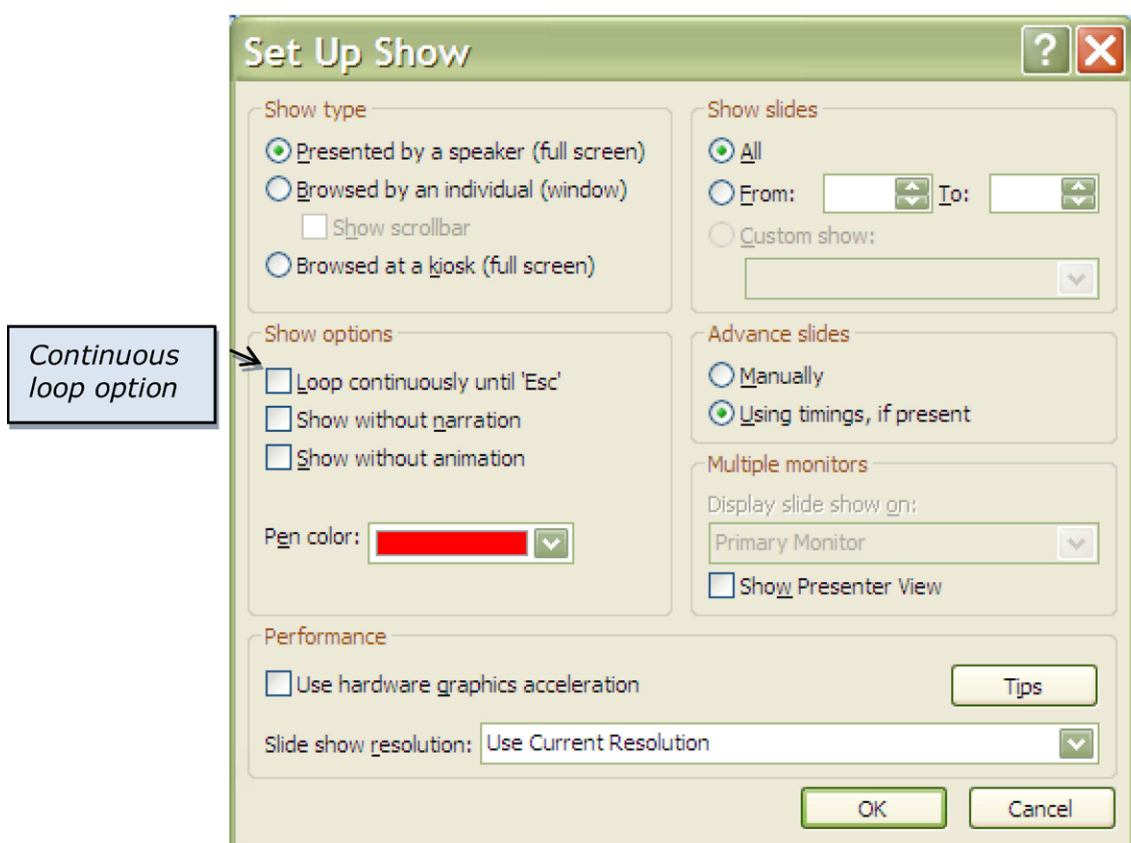 Set Up Show
?
Show type
Presented by a speaker (full screen)
Browsed by an individual (window)
Show scrollbar
Browsed at a kiosk (full screen)
Show slides
All
From: To:
Custom show:
Continuous
loop option
Show options
Loop continuously until 'Esc'
Show without narration
Show without animation
Pen color:
Advance slides
Manually
Using timings, if present
Multiple monitors
Display slide show on:
Primary Monitor
Show Presenter View
Performance
Use hardware graphics acceleration
Tips
Slide show resolution: Use Current Resolution
OK Cancel